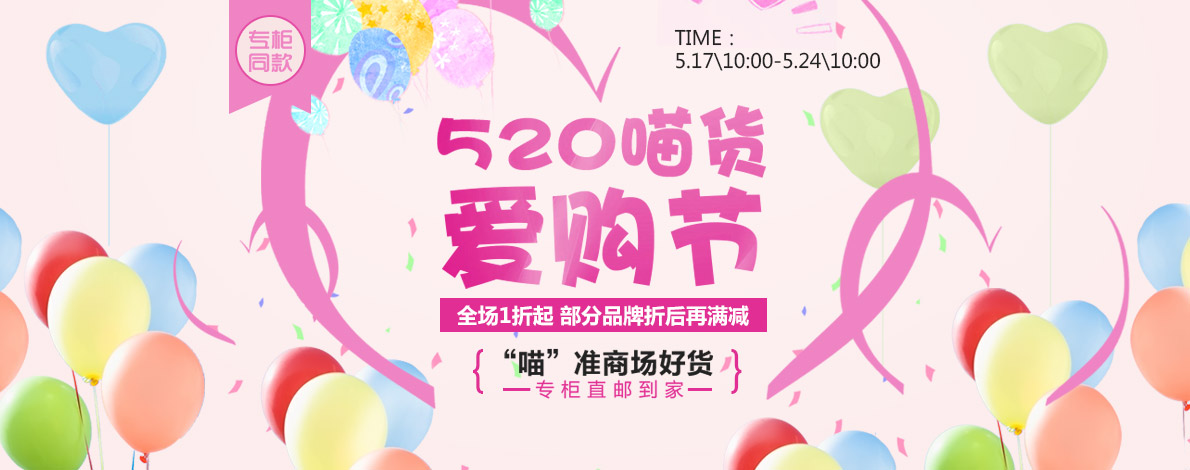 专柜
同款
TIME：
5.17\10:00-5.24\10:00
520喵货
爱购节
全场1折起 部分品牌折后再满减
{“喵”准商场好货}
专柜直邮到家